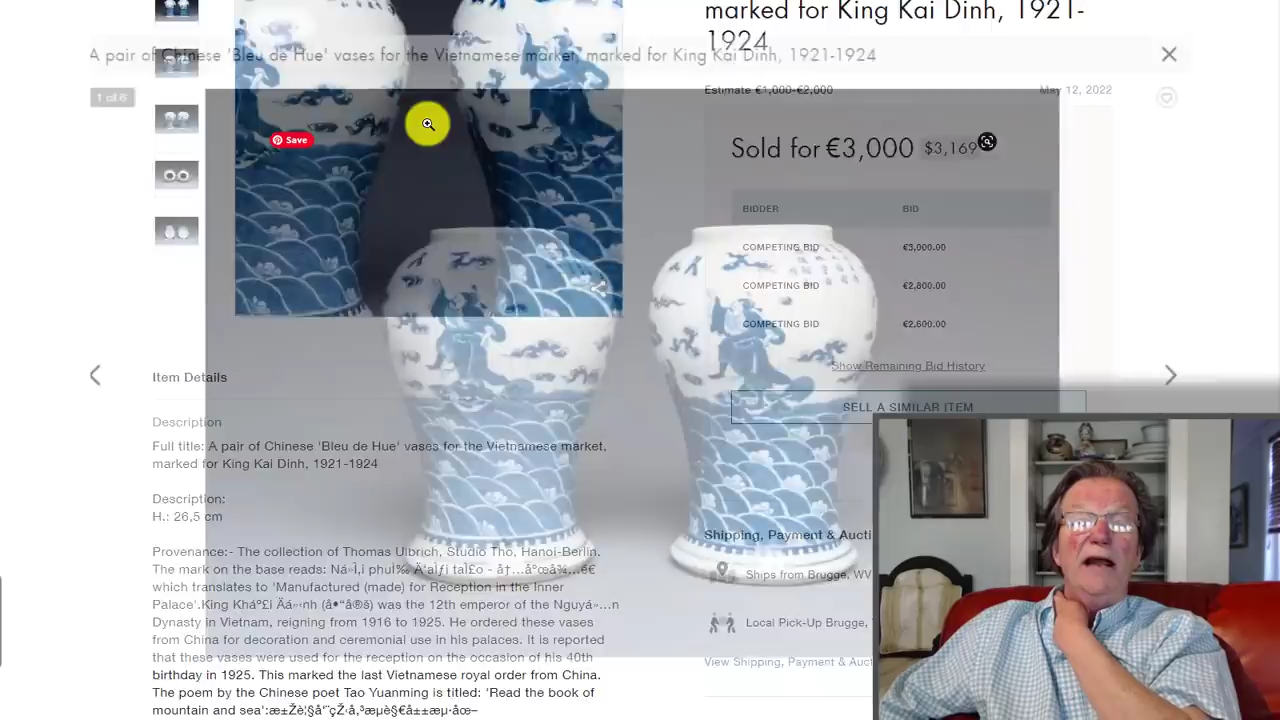 marked for King Kai Dinh, 1921-
1924
A pair of Chinese 'Bleu de Hue' vases for the Vietnamese market, marked for King Kai Dinh, 1921-1924
1 of 6
Estimate €1,000-€2,000
May 12, 2022
Save
Sold for €3,000 $3,169
BIDDER BID
COMPETING BID €3,000.00
COMPETING BID €2,800.00
COMPETING BID €2,600.00
Show Remaining Bid History
SELL A SIMILAR ITEM
Item Details
Description
Full title: A pair of Chinese 'Bleu de Hue' vases for the Vietnamese market,
marked for King Kai Dinh, 1921-1924
Description:
H.: 26,5 cm
Provenance:- The collection of Thomas Ulbrich, Studio Tho, Hanoi-Berlin.
The mark on the base reads:
which translates to 'Manufactured (made) for Reception in the Inner
Palace'.King
was the 12th emperor of the
Dynasty in Vietnam, reigning from 1916 to 1925. He ordered these vases
from China for decoration and ceremonial use in his palaces. It is reported
that these vases were used for the reception on the occasion of his 40th
birthday in 1925. This marked the last Vietnamese royal order from China.
The poem by the Chinese poet Tao Yuanming is titled: 'Read the book of
mountain and sea':
Shipping, Payment & Aucti
Ships from Brugge, WV
Local Pick-Up Brugge,
View Shipping, Payment & Auct